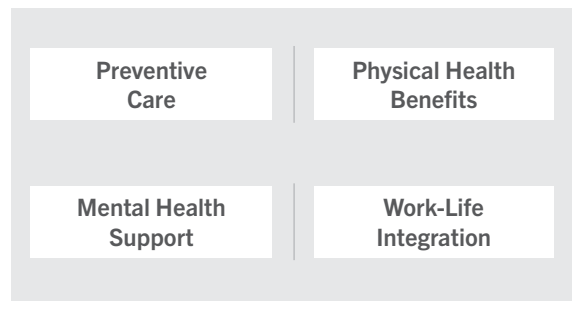 Preventive
Care
Physical Health
Benefits
Mental Health
Support
Work-Life
Integration